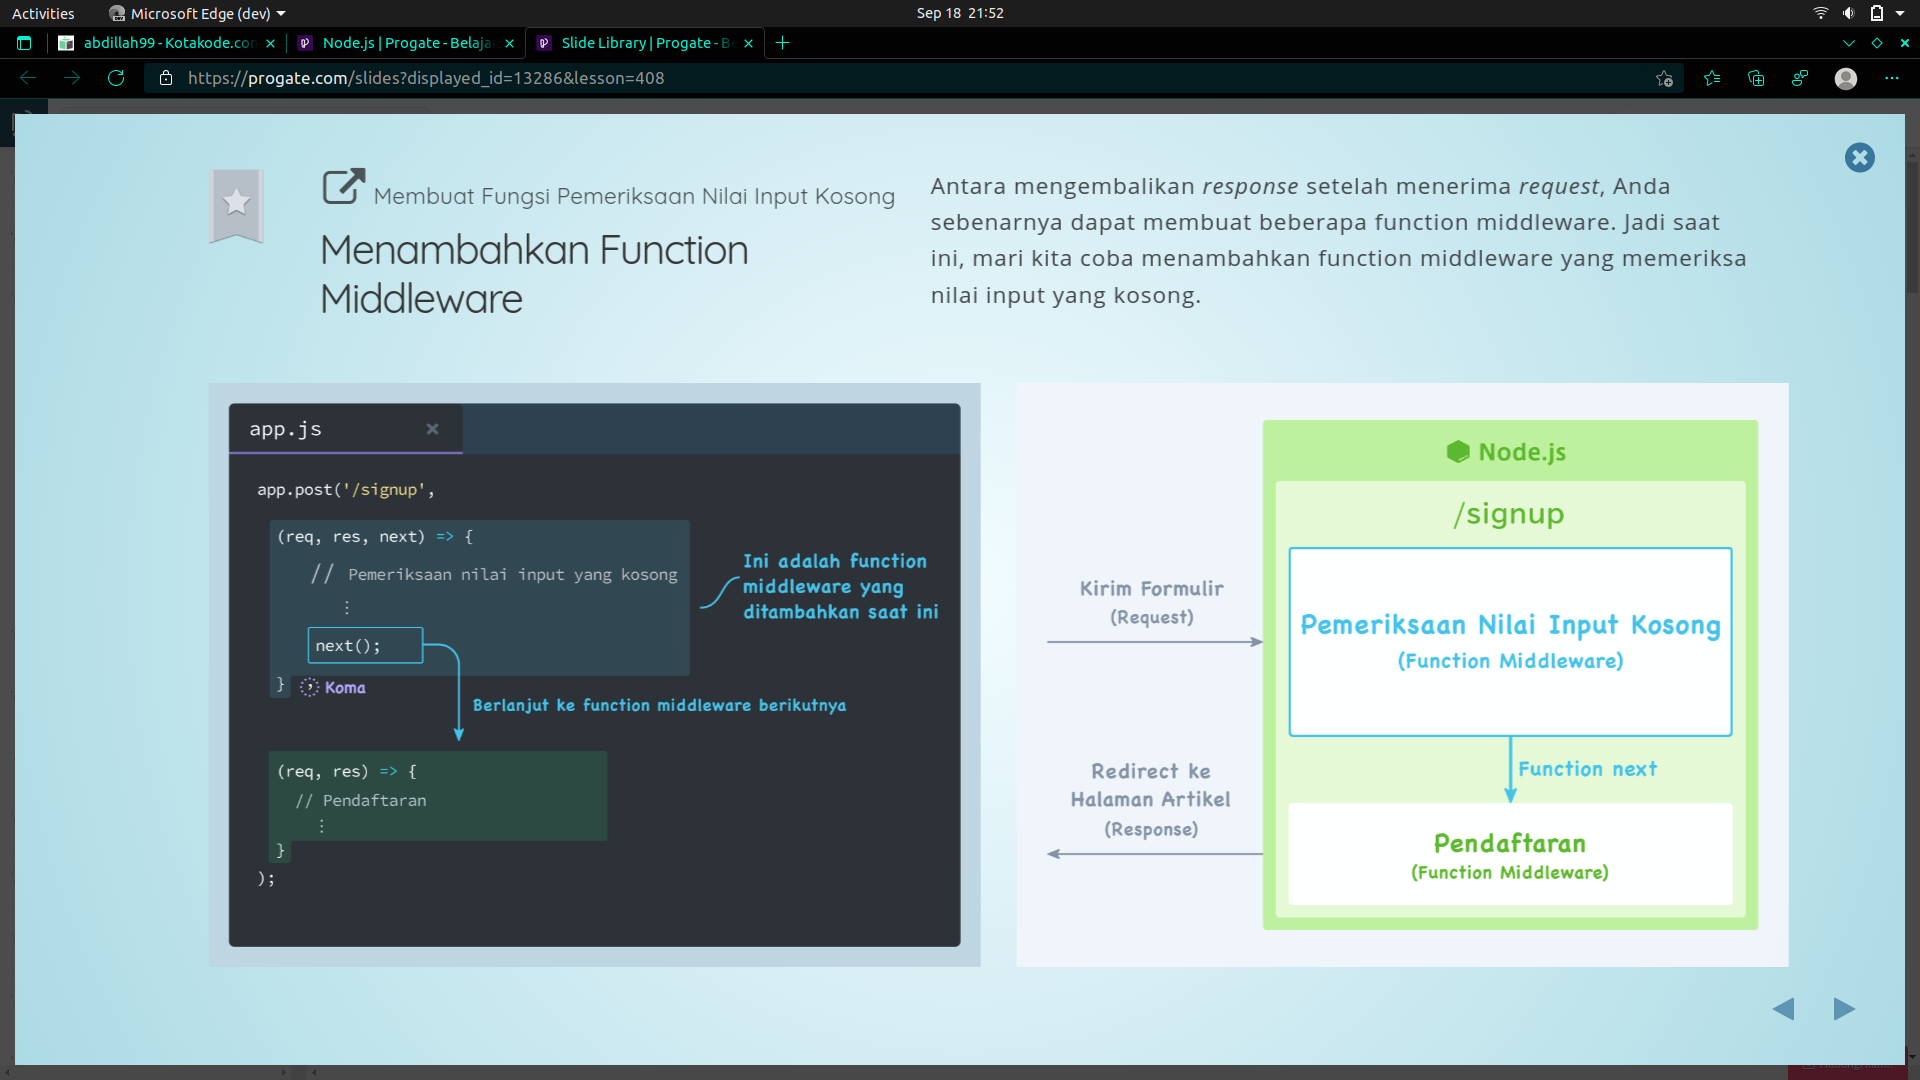 Activities
Microsoft Edge (dev)
Sep 18 21:52
abdillah99 - Kotakode.con
Node.js | Progate - Belaja
Slide Library | Progate - B
https://progate.com/slides?displayed_id=13286&lesson=408
Membuat Fungsi Pemeriksaan Nilai Input Kosong
Menambahkan Function
Middleware
Antara mengembalikan response setelah menerima request, Anda
sebenarnya dapat membuat beberapa function middleware. Jadi saat
ini, mari kita coba menambahkan function middleware yang memeriksa
nilai input yang kosong.
app.js
app.post('/signup',
(req, res, next) => {
// Pemeriksaan nilai input yang kosong
⋮
next();
} , Koma
Ini adalah function
middleware yang
ditambahkan saat ini
Berlanjut ke function middleware berikutnya
(req, res) => {
// Pendaftaran
⋮
}
);
Node.js
/signup
Kirim Formulir
(Request)
Pemeriksaan Nilai Input Kosong
(Function Middleware)
Function next
Redirect ke
Halaman Artikel
(Response)
Pendaftaran
(Function Middleware)